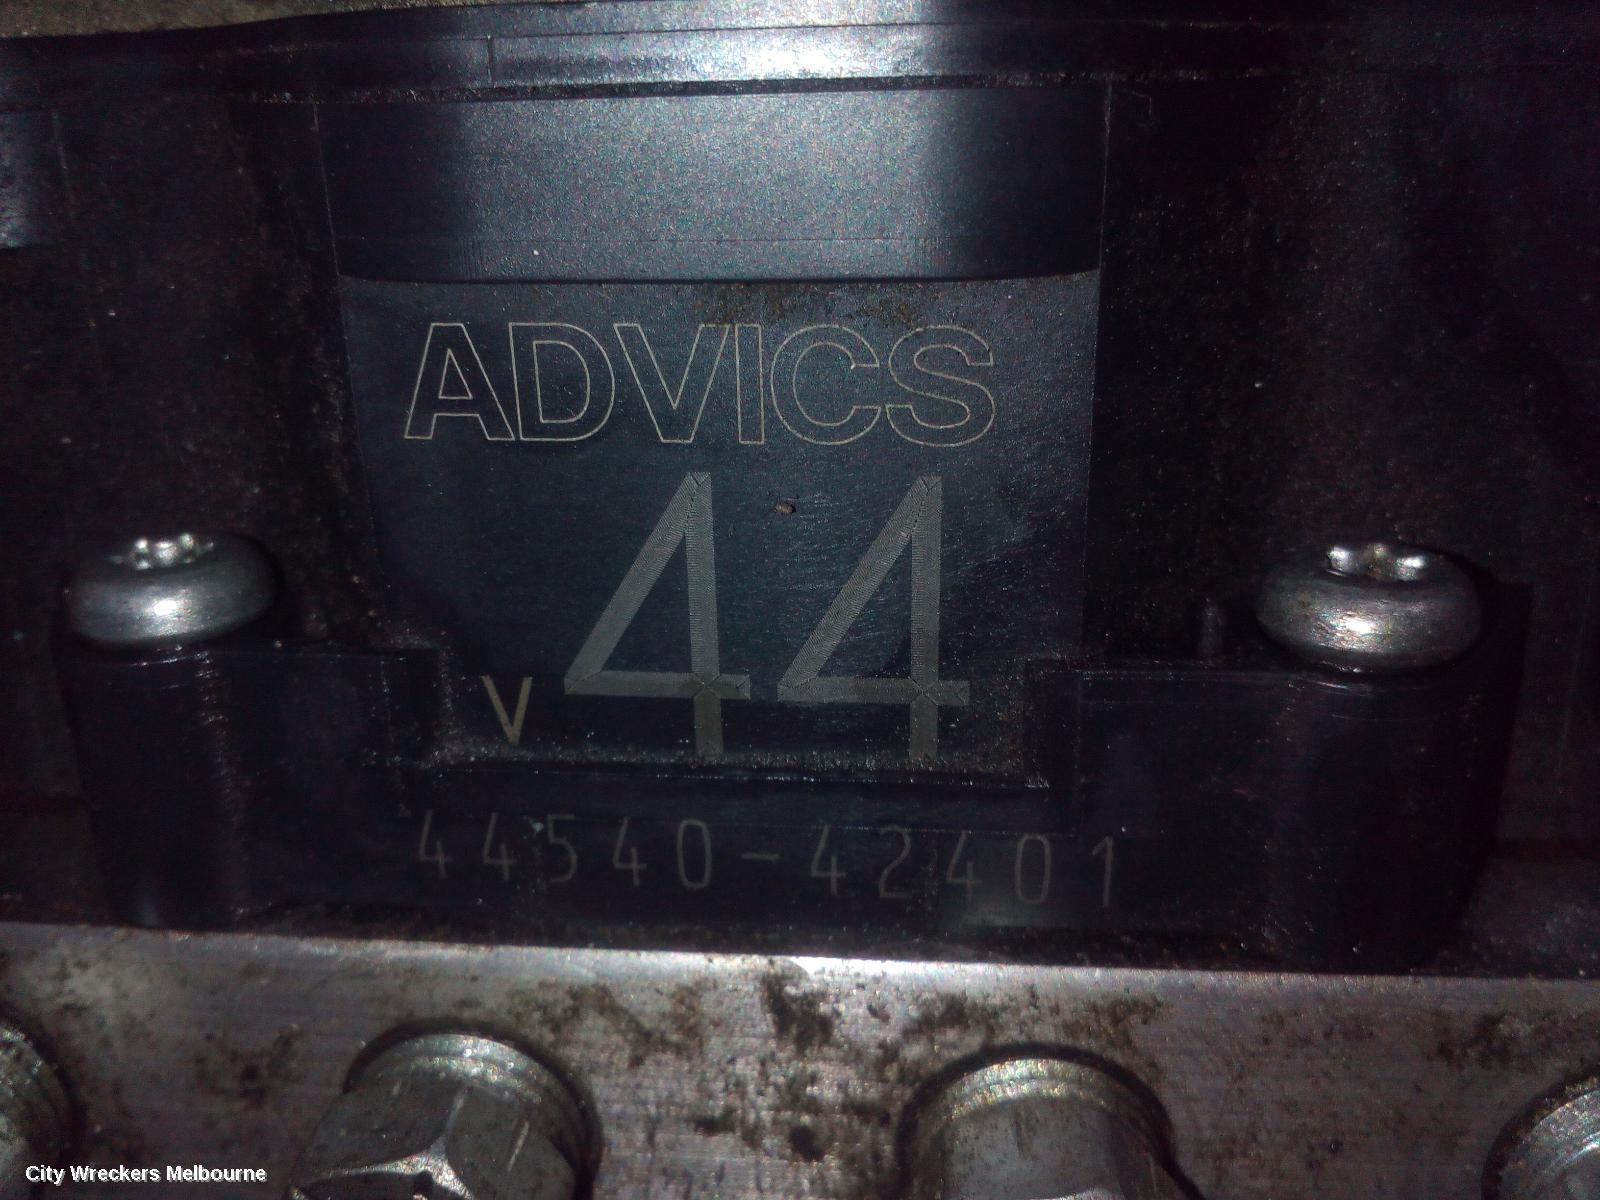 ADVICS
V 44
44540-42401
City Wreckers Melbourne